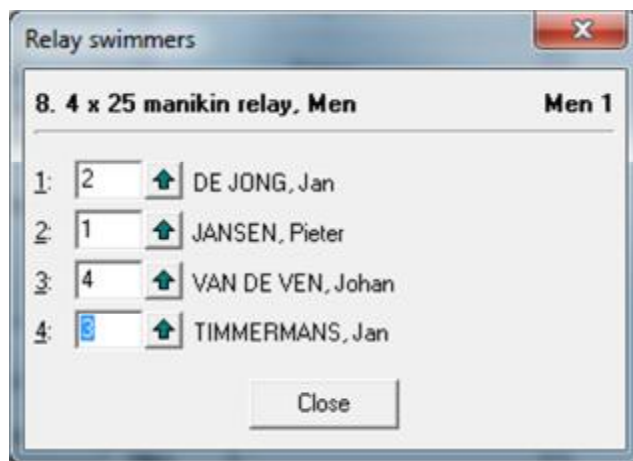 Relay swimmers
8. 4 x 25 manikin relay, Men Men 1
1: 2 DE JONG, Jan
2: 1 JANSEN, Pieter
3: 4 VAN DE VEN, Johan
4: 3 TIMMERMANS, Jan
Close